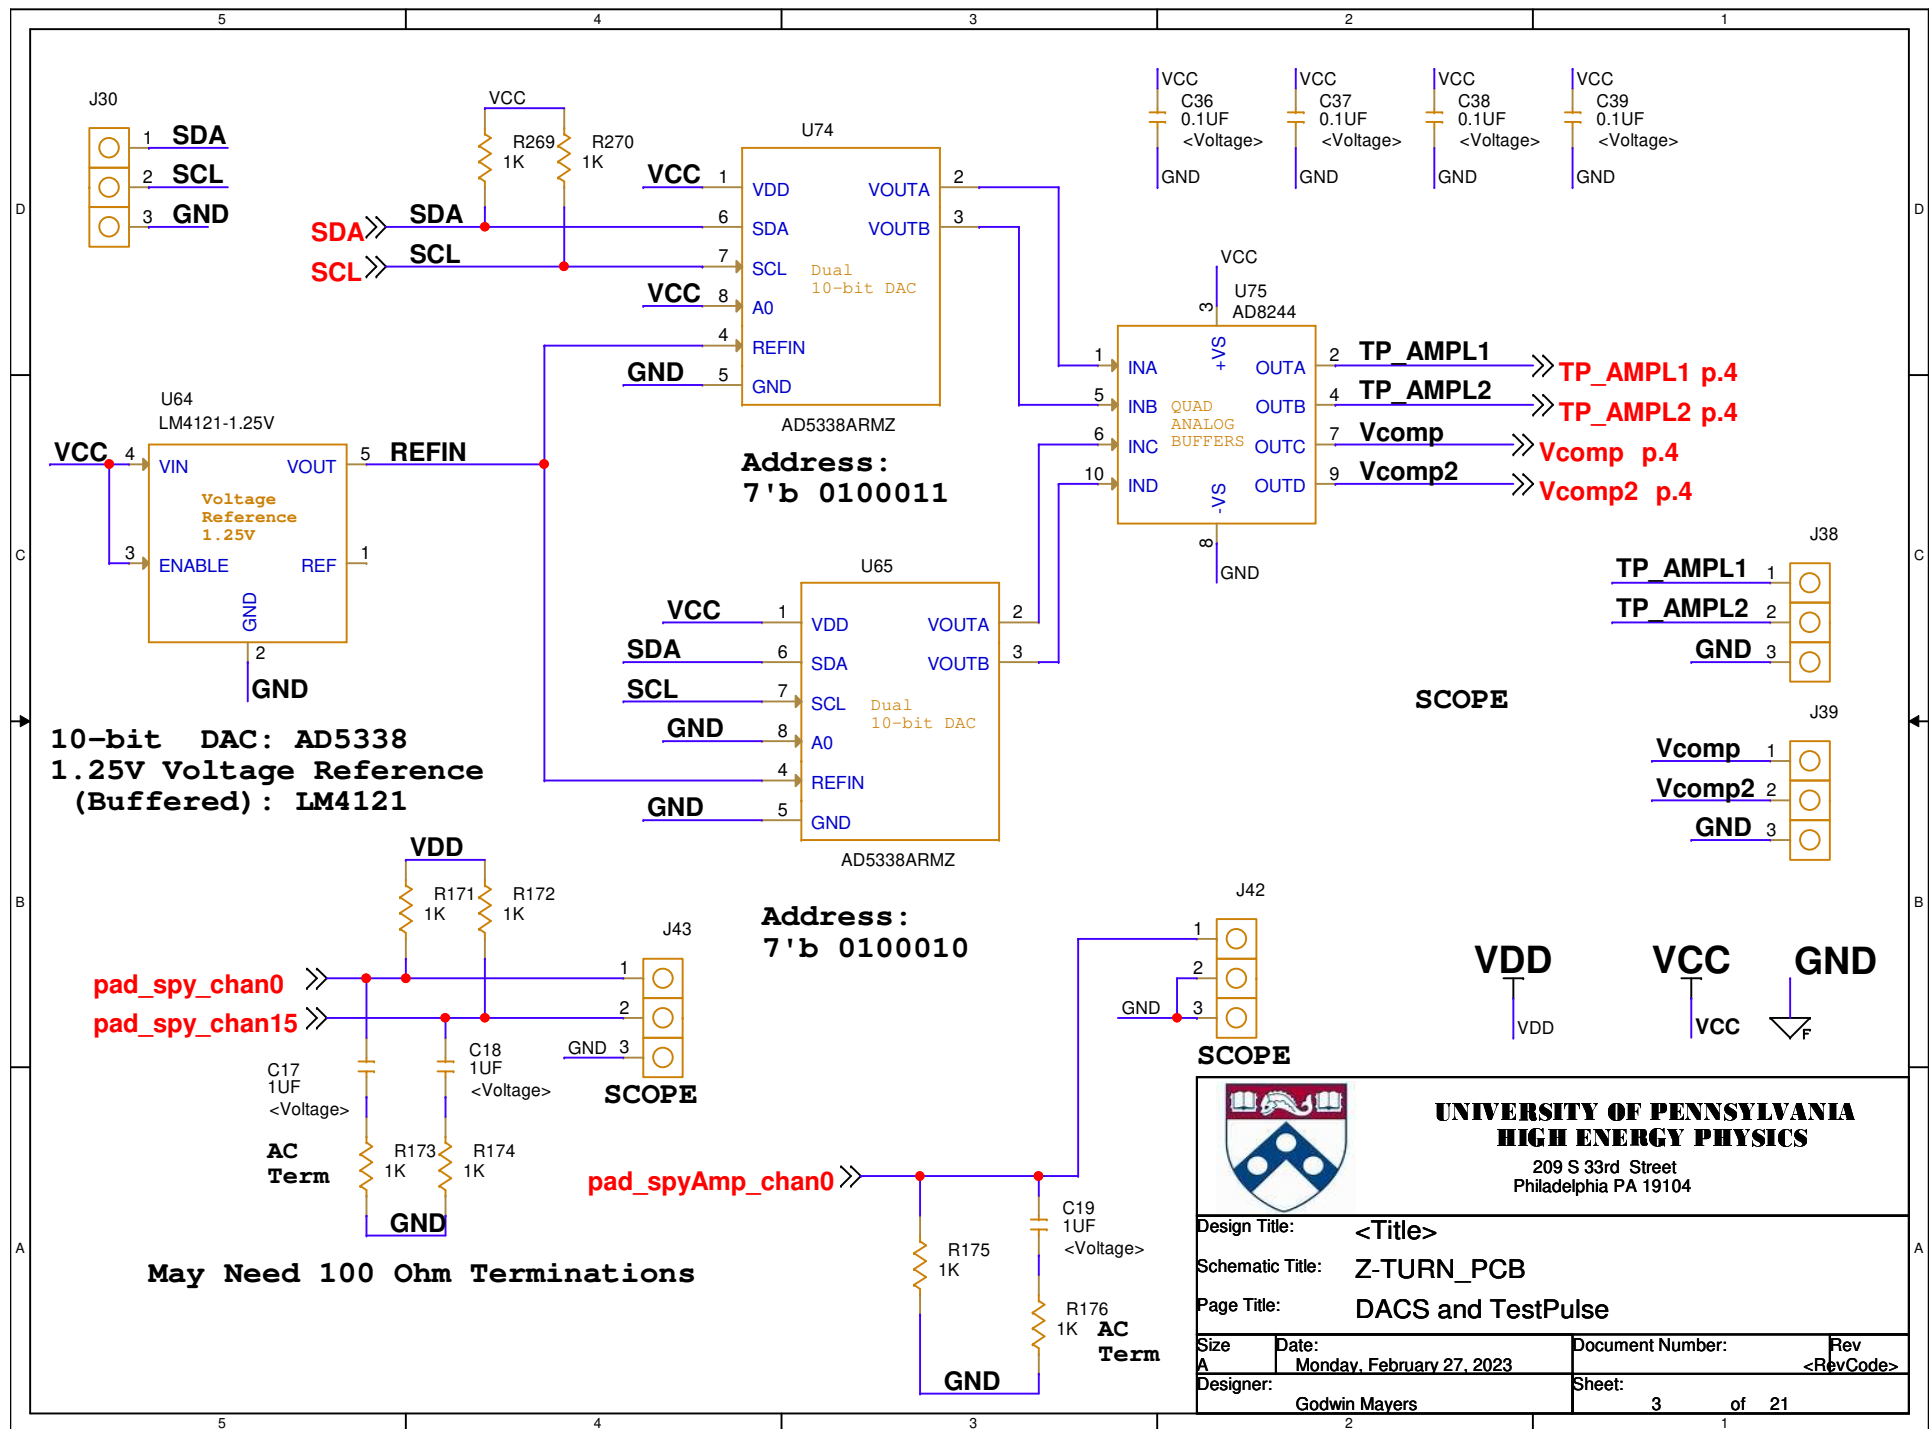 5 4 3 2 1
J30
1 SDA
2 SCL
3 GND
VCC
R269
1K
R270
1K
SDA SDA
SCL SCL
U74
VCC 1 VDD
6 SDA
7 SCL
VCC 8 A0
4 REFIN
GND 5 GND
VOUTA 2
VOUTB 3
Dual
10-bit DAC
AD5338ARMZ
Address:
7'b 0100011
VCC
C36
0.1UF
<Voltage>
GND
VCC
C37
0.1UF
<Voltage>
GND
VCC
C38
0.1UF
<Voltage>
GND
VCC
C39
0.1UF
<Voltage>
GND
D
D
VCC
3
U75
AD8244
+VS
1 INA
5 INB
6 INC
10 IND
QUAD
ANALOG
BUFFERS
OUTA 2 TP_AMPL1 TP_AMPL1 p.4
OUTB 4 TP_AMPL2 TP_AMPL2 p.4
OUTC 7 Vcomp Vcomp p.4
OUTD 9 Vcomp2 Vcomp2 p.4
-VS
8
GND
U64
LM4121-1.25V
VCC 4 VIN
VOUT 5 REFIN
Voltage
Reference
1.25V
3 ENABLE
REF 1
GND
2
GND
10-bit DAC: AD5338
1.25V Voltage Reference
(Buffered): LM4121
C
C
U65
VCC 1 VDD
SDA 6 SDA
SCL 7 SCL
GND 8 A0
4 REFIN
GND 5 GND
VOUTA 2
VOUTB 3
Dual
10-bit DAC
AD5338ARMZ
Address:
7'b 0100010
J38
TP_AMPL1 1
TP_AMPL2 2
GND 3
SCOPE
J39
Vcomp 1
Vcomp2 2
GND 3
B
B
VDD
R171
1K
R172
1K
J43
pad_spy_chan0 1
pad_spy_chan15 2
GND 3
SCOPE
C17
1UF
<Voltage>
C18
1UF
<Voltage>
AC
Term
R173
1K
R174
1K
GND
May Need 100 Ohm Terminations
J42
1
2
GND 3
SCOPE
pad_spyAmp_chan0
R175
1K
C19
1UF
<Voltage>
R176
1K
AC
Term
GND
VDD VCC GND
VDD VCC F
A
A
UNIVERSITY OF PENNSYLVANIA
HIGH ENERGY PHYSICS
209 S 33rd Street
Philadelphia PA 19104
Design Title: <Title>
Schematic Title: Z-TURN_PCB
Page Title: DACS and TestPulse
Size Date: Document Number: Rev
A Monday, February 27, 2023 <RevCode>
Designer: Sheet:
Godwin Mayers 3 of 21
5 4 3 2 1